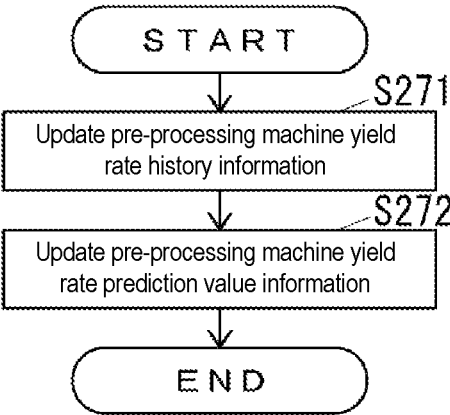 START
S271
Update pre-processing machine yield
rate history information
S272
Update pre-processing machine yield
rate prediction value information
END